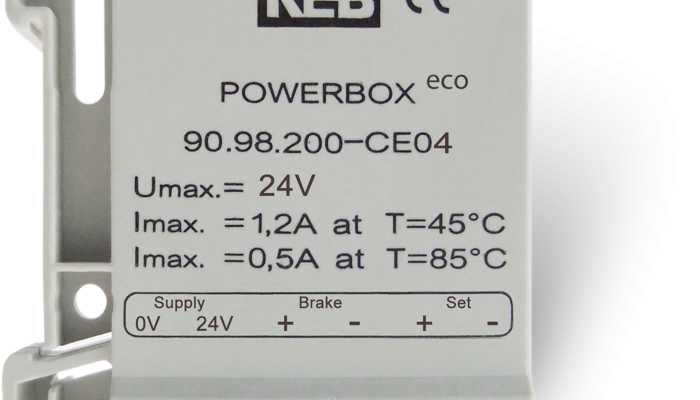 KEB CE
POWERBOX eco
90.98.200-CE04
Umax.= 24V
Imax. =1,2A at T=45°C
Imax. =0,5A at T=85°C
Supply Brake Set
0V 24V + - + -